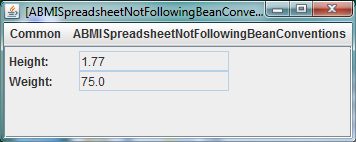 [ABMISpreadsheetNotFollowingBeanConve...
Common ABMISpreadsheetNotFollowingBeanConventions
Height: 1.77
Weight: 75.0